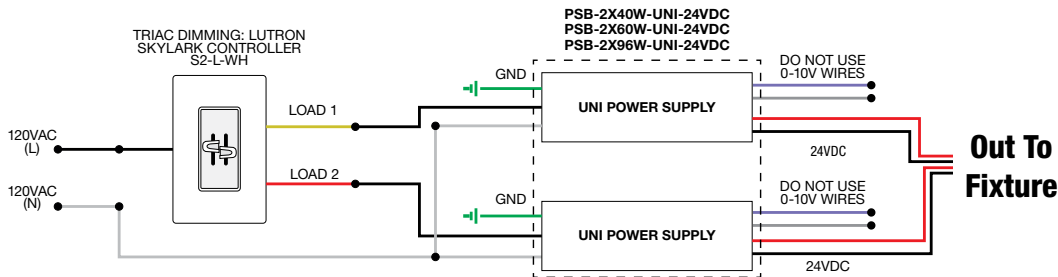 PSB-2X40W-UNI-24VDC
PSB-2X60W-UNI-24VDC
PSB-2X96W-UNI-24VDC
TRIAC DIMMING: LUTRON
SKYLARK CONTROLLER
S2-L-WH
120VAC
(L)
120VAC
(N)
LOAD 1
LOAD 2
GND
UNI POWER SUPPLY
DO NOT USE
0-10V WIRES
24VDC
GND
UNI POWER SUPPLY
DO NOT USE
0-10V WIRES
24VDC
Out To
Fixture